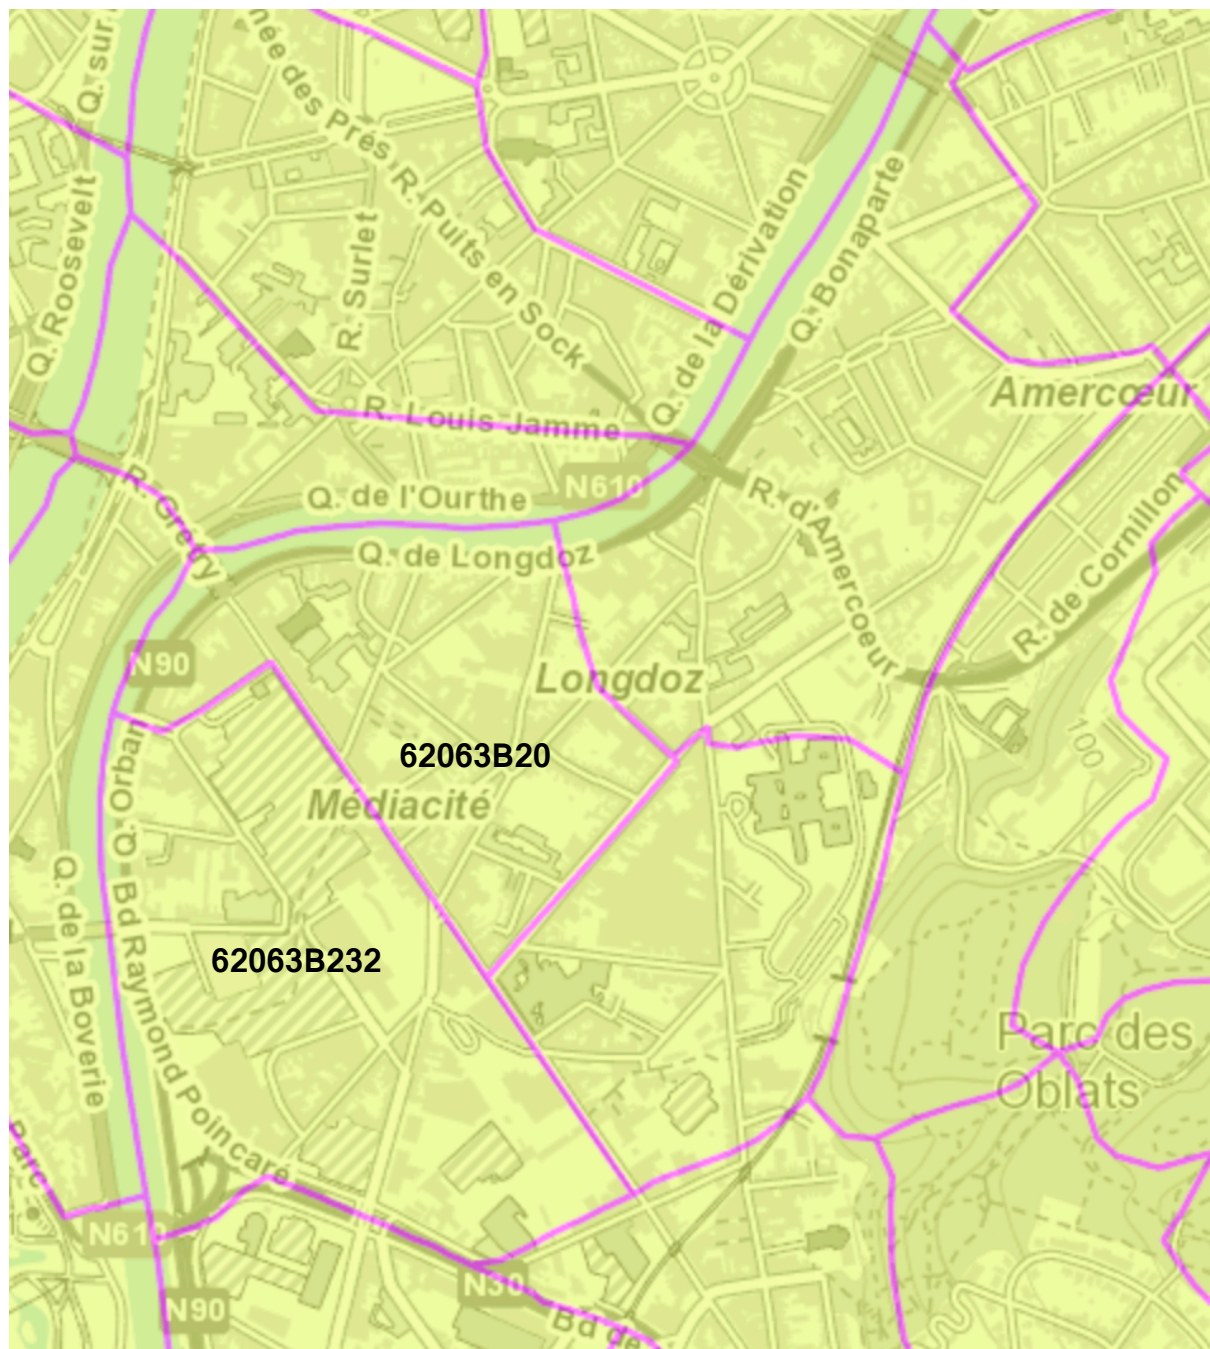 Q. sur
née des Prés
R. Puits en Sock
Q. Roosevelt
R. Surlet
Q. de la Dérivation
Q. Bonaparte
Amercœur
R. Louis Jamme
R. Grétry
Q. de l'Ourthe
N610
R. d'Amercoeur
R. de Cornillon
Q. de Longdoz
N90
Longdoz
100
62063B20
Médiacité
Q. Orban
Q. de la Boverie
Bd Raymond Poincaré
62063B232
Parc des
Oblats
Parc
N610
N30
N90
Bd de